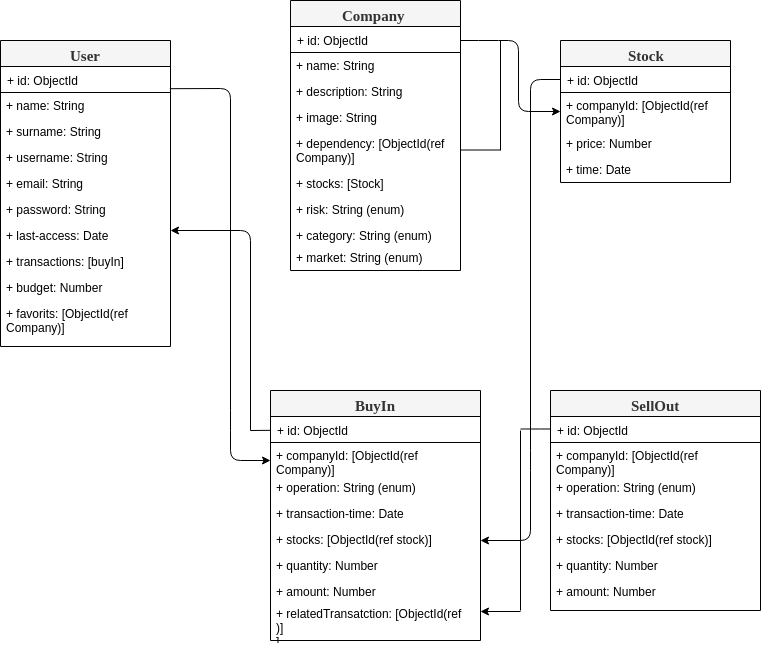 Company
+ id: ObjectId
+ name: String
+ description: String
+ image: String
+ dependency: [ObjectId(ref
Company)]
+ stocks: [Stock]
+ risk: String (enum)
+ category: String (enum)
+ market: String (enum)
User
+ id: ObjectId
+ name: String
+ surname: String
+ username: String
+ email: String
+ password: String
+ last-access: Date
+ transactions: [buyIn]
+ budget: Number
+ favorits: [ObjectId(ref
Company)]
Stock
+ id: ObjectId
+ companyId: [ObjectId(ref
Company)]
+ price: Number
+ time: Date
BuyIn
+ id: ObjectId
+ companyId: [ObjectId(ref
Company)]
+ operation: String (enum)
+ transaction-time: Date
+ stocks: [ObjectId(ref stock)]
+ quantity: Number
+ amount: Number
+ relatedTransatction: [ObjectId(ref
)]
SellOut
+ id: ObjectId
+ companyId: [ObjectId(ref
Company)]
+ operation: String (enum)
+ transaction-time: Date
+ stocks: [ObjectId(ref stock)]
+ quantity: Number
+ amount: Number